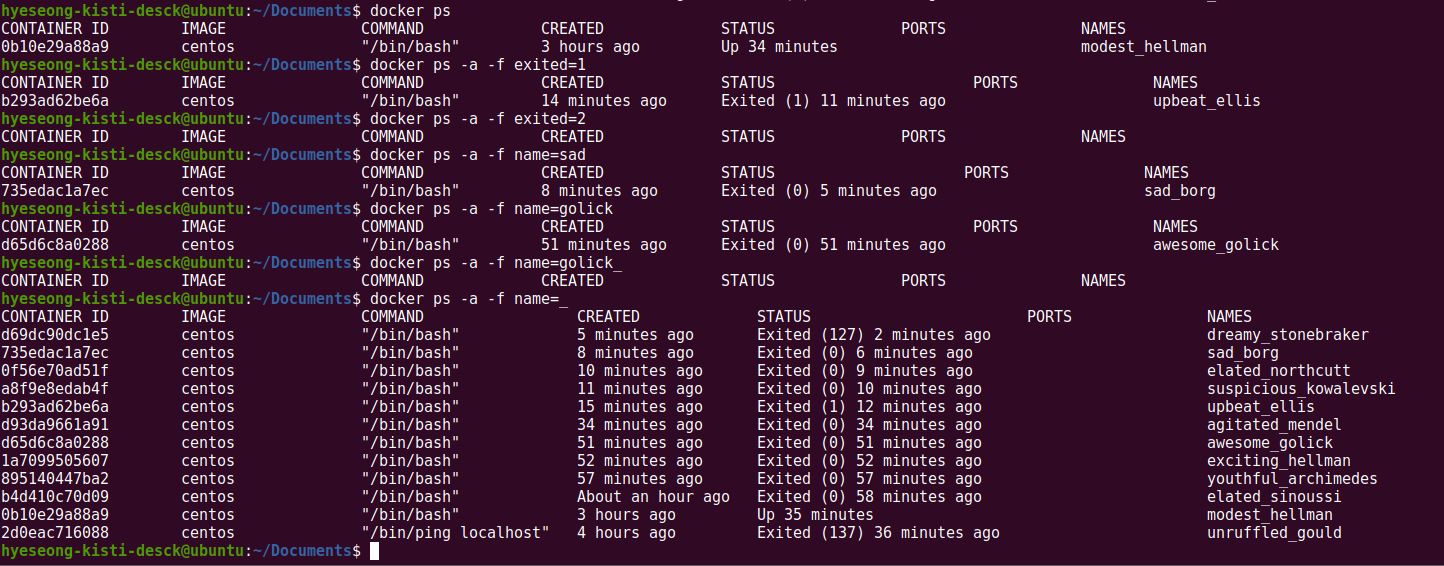 hyeseong-kisti-desck@ubuntu:~/Documents$ docker ps
CONTAINER ID IMAGE COMMAND CREATED STATUS PORTS NAMES
0b10e29a88a9 centos "/bin/bash" 3 hours ago Up 34 minutes modest_hellman
hyeseong-kisti-desck@ubuntu:~/Documents$ docker ps -a -f exited=1
CONTAINER ID IMAGE COMMAND CREATED STATUS PORTS NAMES
b293ad62be6a centos "/bin/bash" 14 minutes ago Exited (1) 11 minutes ago upbeat_ellis
hyeseong-kisti-desck@ubuntu:~/Documents$ docker ps -a -f exited=2
CONTAINER ID IMAGE COMMAND CREATED STATUS PORTS NAMES
hyeseong-kisti-desck@ubuntu:~/Documents$ docker ps -a -f name=sad
CONTAINER ID IMAGE COMMAND CREATED STATUS PORTS NAMES
735edac1a7ec centos "/bin/bash" 8 minutes ago Exited (0) 5 minutes ago sad_borg
hyeseong-kisti-desck@ubuntu:~/Documents$ docker ps -a -f name=golick
CONTAINER ID IMAGE COMMAND CREATED STATUS PORTS NAMES
d65d6c8a0288 centos "/bin/bash" 51 minutes ago Exited (0) 51 minutes ago awesome_golick
hyeseong-kisti-desck@ubuntu:~/Documents$ docker ps -a -f name=golick_
CONTAINER ID IMAGE COMMAND CREATED STATUS PORTS NAMES
hyeseong-kisti-desck@ubuntu:~/Documents$ docker ps -a -f name=_
CONTAINER ID IMAGE COMMAND CREATED STATUS PORTS NAMES
d69dc90dc1e5 centos "/bin/bash" 5 minutes ago Exited (127) 2 minutes ago dreamy_stonebraker
735edac1a7ec centos "/bin/bash" 8 minutes ago Exited (0) 6 minutes ago sad_borg
0f56e70ad51f centos "/bin/bash" 10 minutes ago Exited (0) 9 minutes ago elated_northcutt
a8f9e8edab4f centos "/bin/bash" 11 minutes ago Exited (0) 10 minutes ago suspicious_kowalevski
b293ad62be6a centos "/bin/bash" 15 minutes ago Exited (1) 12 minutes ago upbeat_ellis
d93da9661a91 centos "/bin/bash" 34 minutes ago Exited (0) 34 minutes ago agitated_mendel
d65d6c8a0288 centos "/bin/bash" 51 minutes ago Exited (0) 51 minutes ago awesome_golick
1a7099505607 centos "/bin/bash" 52 minutes ago Exited (0) 52 minutes ago exciting_hellman
895140447ba2 centos "/bin/bash" 57 minutes ago Exited (0) 57 minutes ago youthful_archimedes
b4d410c70d09 centos "/bin/bash" About an hour ago Exited (0) 58 minutes ago elated_sinoussi
0b10e29a88a9 centos "/bin/bash" 3 hours ago Up 35 minutes modest_hellman
2d0eac716088 centos "/bin/ping localhost" 4 hours ago Exited (137) 36 minutes ago unruffled_gould
hyeseong-kisti-desck@ubuntu:~/Documents$